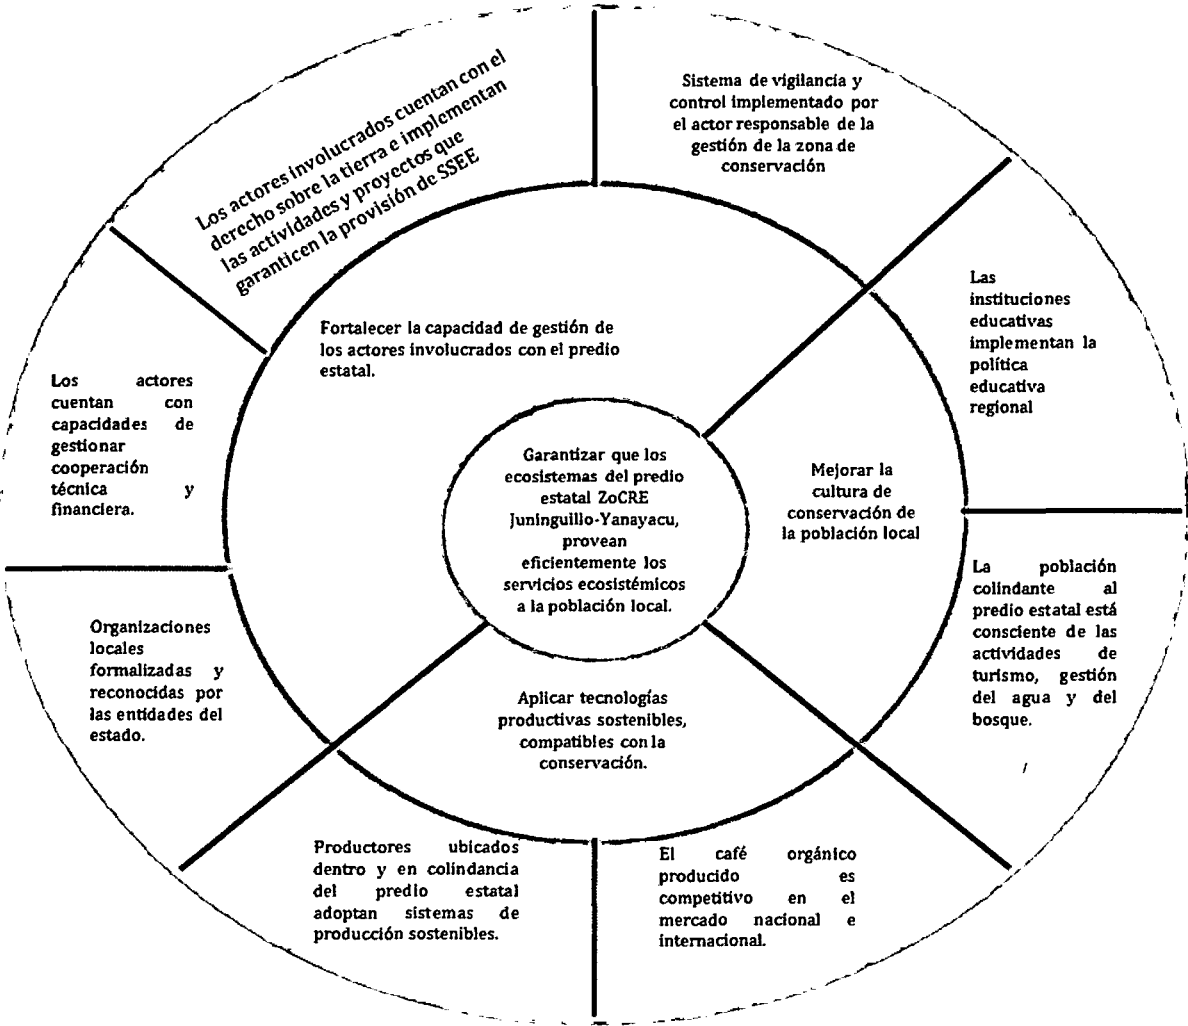 Los actores involucrados cuentan con el
derecho sobre la tierra e implementan
las actividades y proyectos que
garanticen la provisión de SSEE
Sistema de vigilancia y
control implementado por
el actor responsable de la
gestión de la zona de
conservación
Las
instituciones
educativas
implementan la
política
educativa
regional
La población
colindante al
predio estatal está
consciente de las
actividades de
turismo, gestión
del agua y del
bosque.
El café orgánico
producido es
competitivo en el
mercado nacional e
internacional.
Productores ubicados
dentro y en colindancia
del predio estatal
adoptan sistemas de
producción sostenibles.
Organizaciones
locales
formalizadas y
reconocidas por
las entidades del
estado.
Los actores
cuentan con
capacidades de
gestionar
cooperación
técnica y
financiera.
Fortalecer la capacidad de gestión de
los actores involucrados con el predio
estatal.
Mejorar la
cultura de
conservación de
la población local
Aplicar tecnologías
productivas sostenibles,
compatibles con la
conservación.
Garantizar que los
ecosistemas del predio
estatal ZoCRE
Juninguillo-Yanayacu,
provean
eficientemente los
servicios ecosistémicos
a la población local.